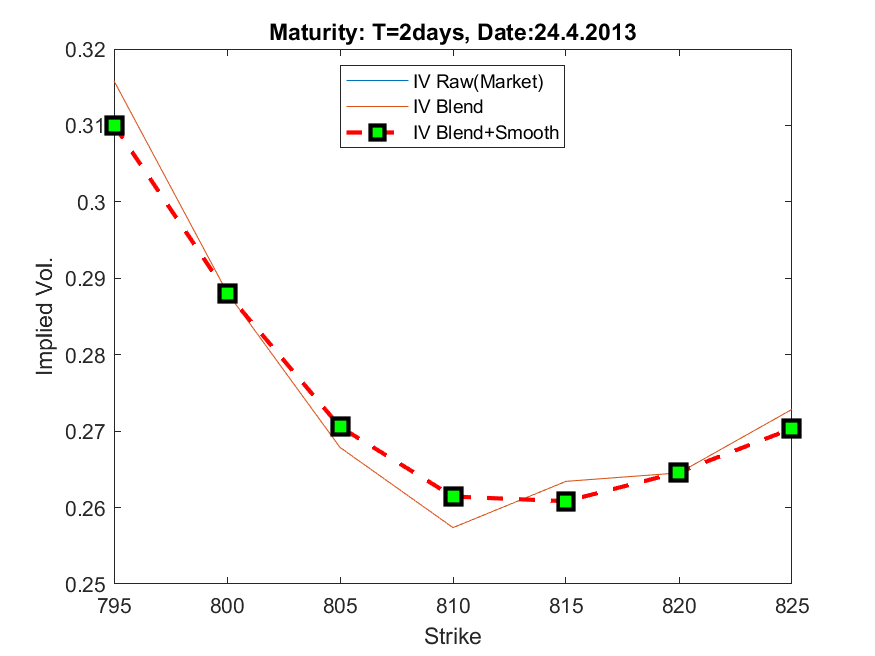 Maturity: T=2days, Date:24.4.2013
0.32
0.31
0.3
0.29
0.28
0.27
0.26
0.25
Implied Vol.
IV Raw(Market)
IV Blend
IV Blend+Smooth
795 800 805 810 815 820 825
Strike